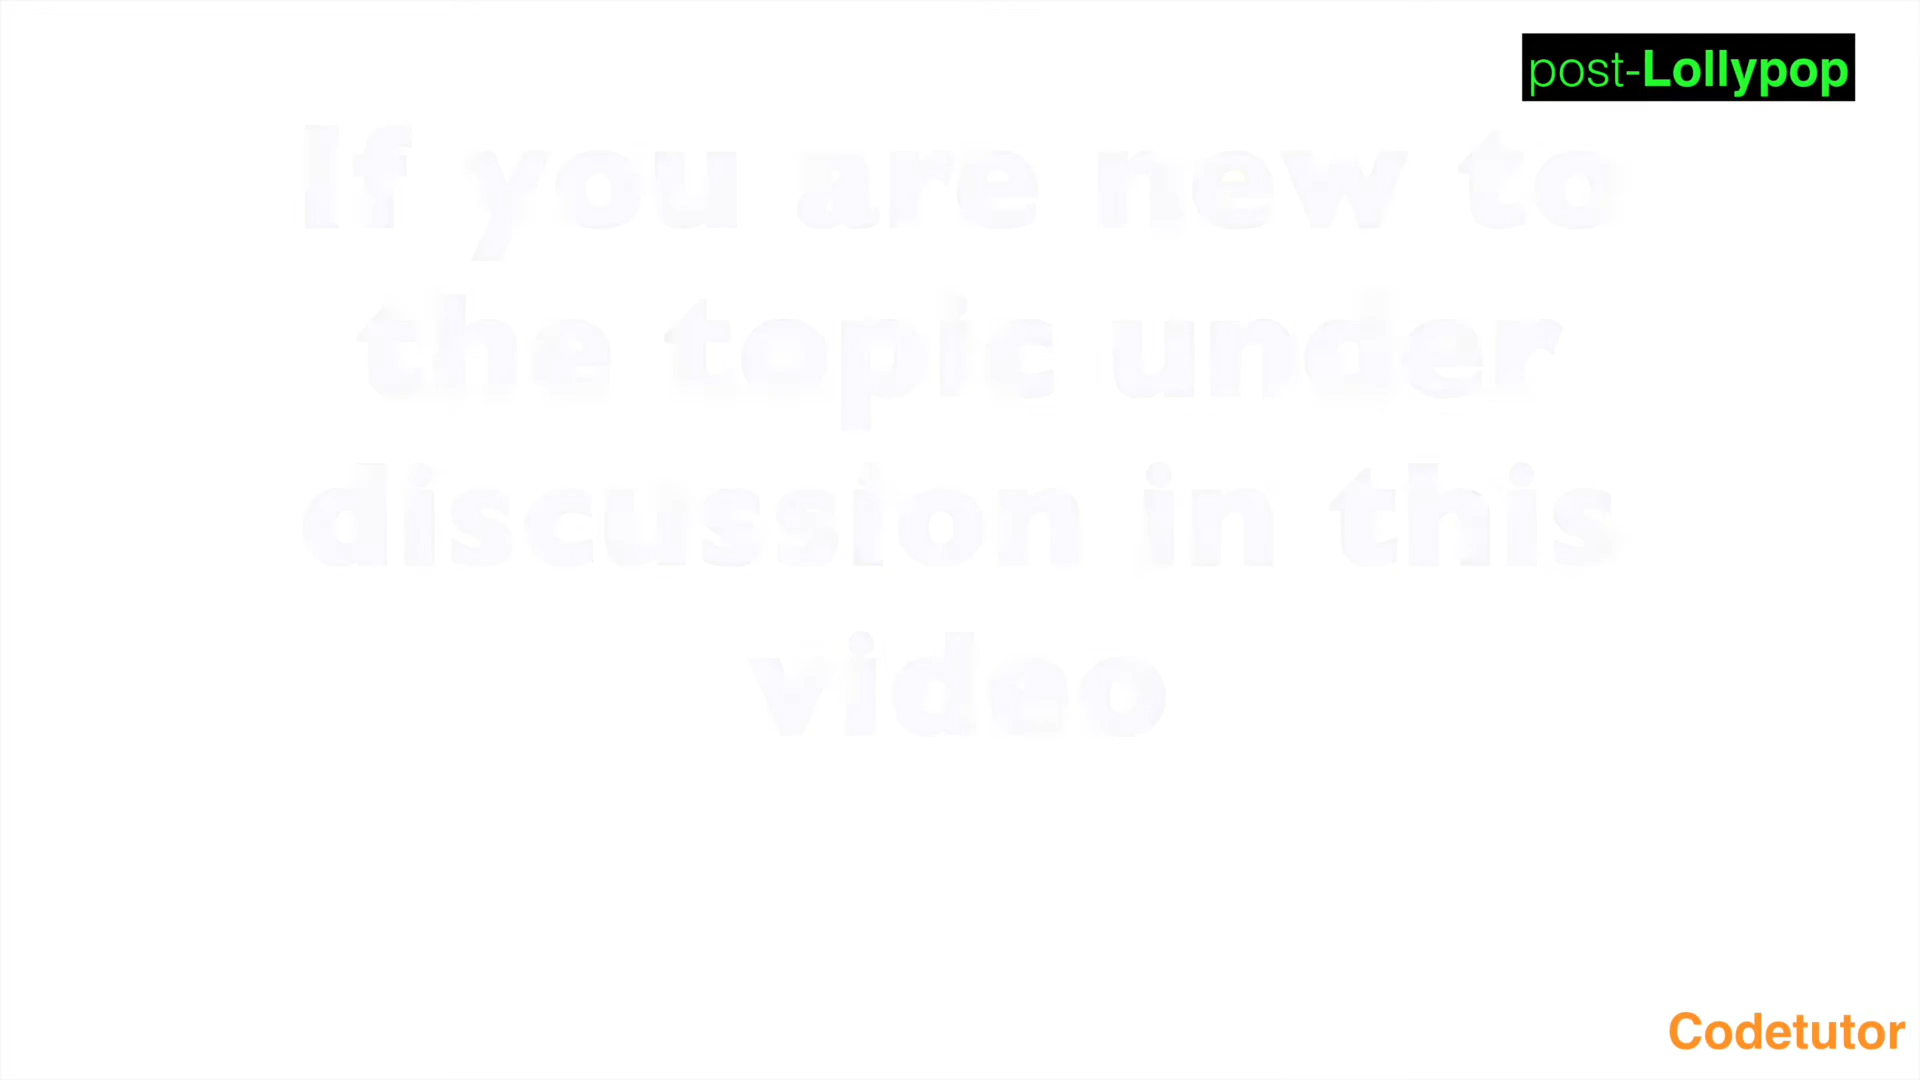 post-Lollypop
If you are new to
the topic under
discussion in this
video
Codetutor